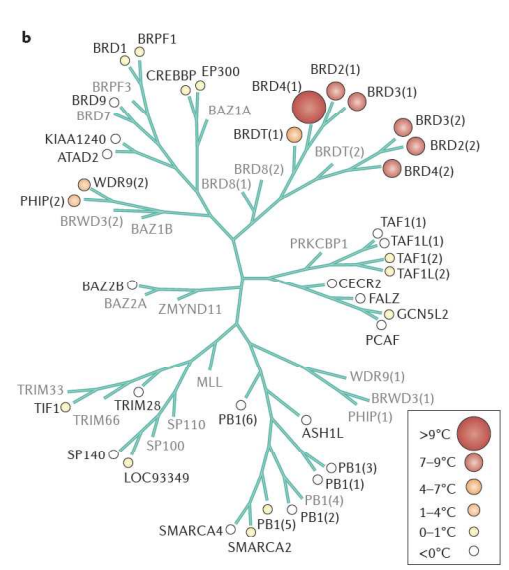 b
BRPF1
BRD1
CREBBP
EP300
BRPF3
BRD9
BRD7
BAZ1A
KIAA1240
ATAD2
WDR9(2)
PHIP(2)
BRWD3(2)
BAZ1B
BRD8(1)
BRD8(2)
BRD4(1)
BRD2(1)
BRD3(1)
BRDT(1)
BRDT(2)
BRD3(2)
BRD2(2)
BRD4(2)
PRKCBP1
TAF1(1)
TAF1L(1)
TAF1(2)
TAF1L(2)
CECR2
FALZ
GCN5L2
PCAF
BAZ2B
BAZ2A
ZMYND11
TRIM33
TIF1
TRIM66
TRIM28
MLL
SP110
SP100
SP140
LOC93349
PB1(6)
WDR9(1)
BRWD3(1)
PHIP(1)
ASH1L
PB1(3)
PB1(1)
PB1(4)
PB1(2)
PB1(5)
SMARCA4
SMARCA2
>9°C
7–9°C
4–7°C
1–4°C
0–1°C
<0°C